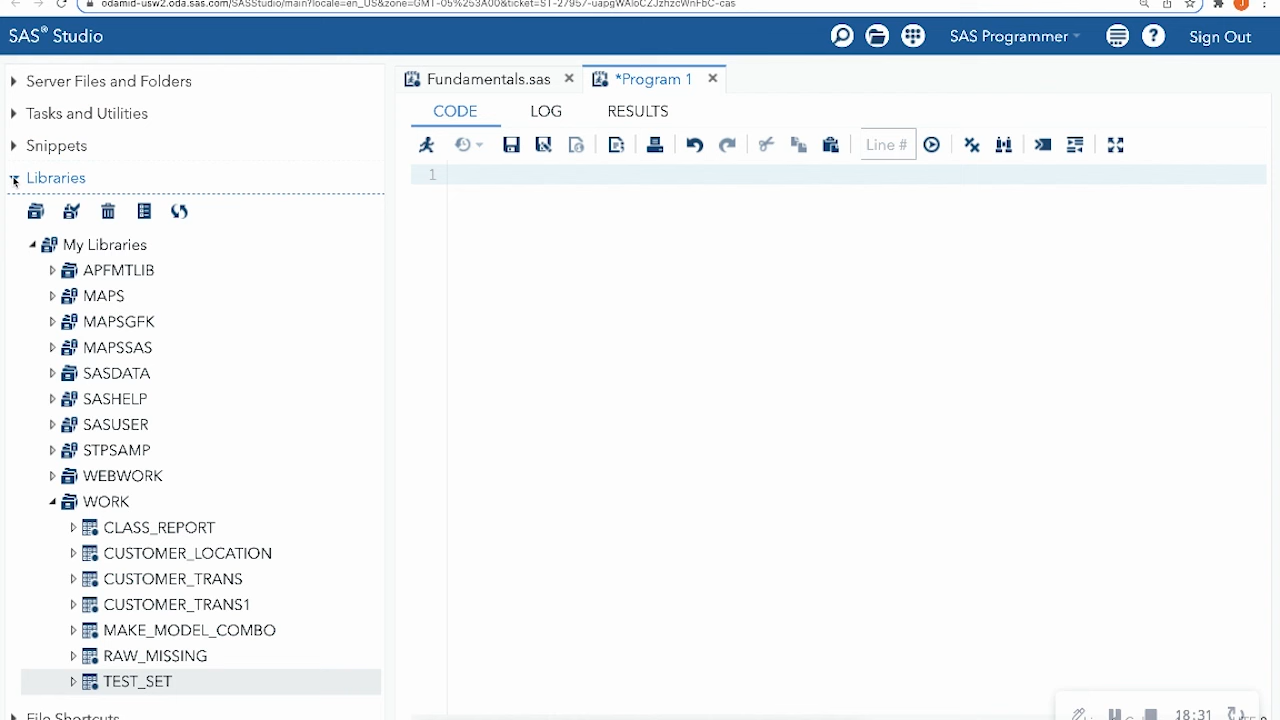 odamid-usw2.oda.sas.com/SASStudio/main?locale=en_US&zone=GMT-05%253A00&ticket=ST-27957-uapgWAloCZJzhzcWnFbC-cas
SAS® Studio
SAS Programmer
Sign Out
Server Files and Folders
Tasks and Utilities
Snippets
Libraries
My Libraries
APFMTLIB
MAPS
MAPSGFK
MAPSSAS
SASDATA
SASHELP
SASUSER
STPSAMP
WEBWORK
WORK
CLASS_REPORT
CUSTOMER_LOCATION
CUSTOMER_TRANS
CUSTOMER_TRANS1
MAKE_MODEL_COMBO
RAW_MISSING
TEST_SET
File Shortcuts
Fundamentals.sas
*Program 1
CODE LOG RESULTS
Line #
1
18:31